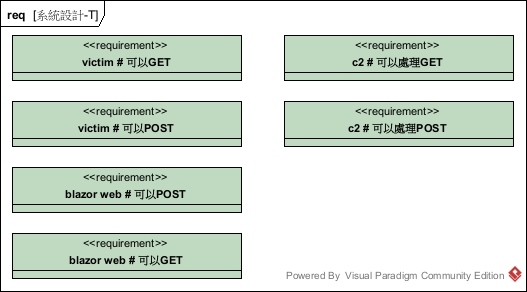 req [系統設計-T]
<<requirement>>
victim # 可以GET
<<requirement>>
c2 # 可以處理GET
<<requirement>>
victim # 可以POST
<<requirement>>
c2 # 可以處理POST
<<requirement>>
blazor web # 可以POST
<<requirement>>
blazor web # 可以GET
Powered By Visual Paradigm Community Edition